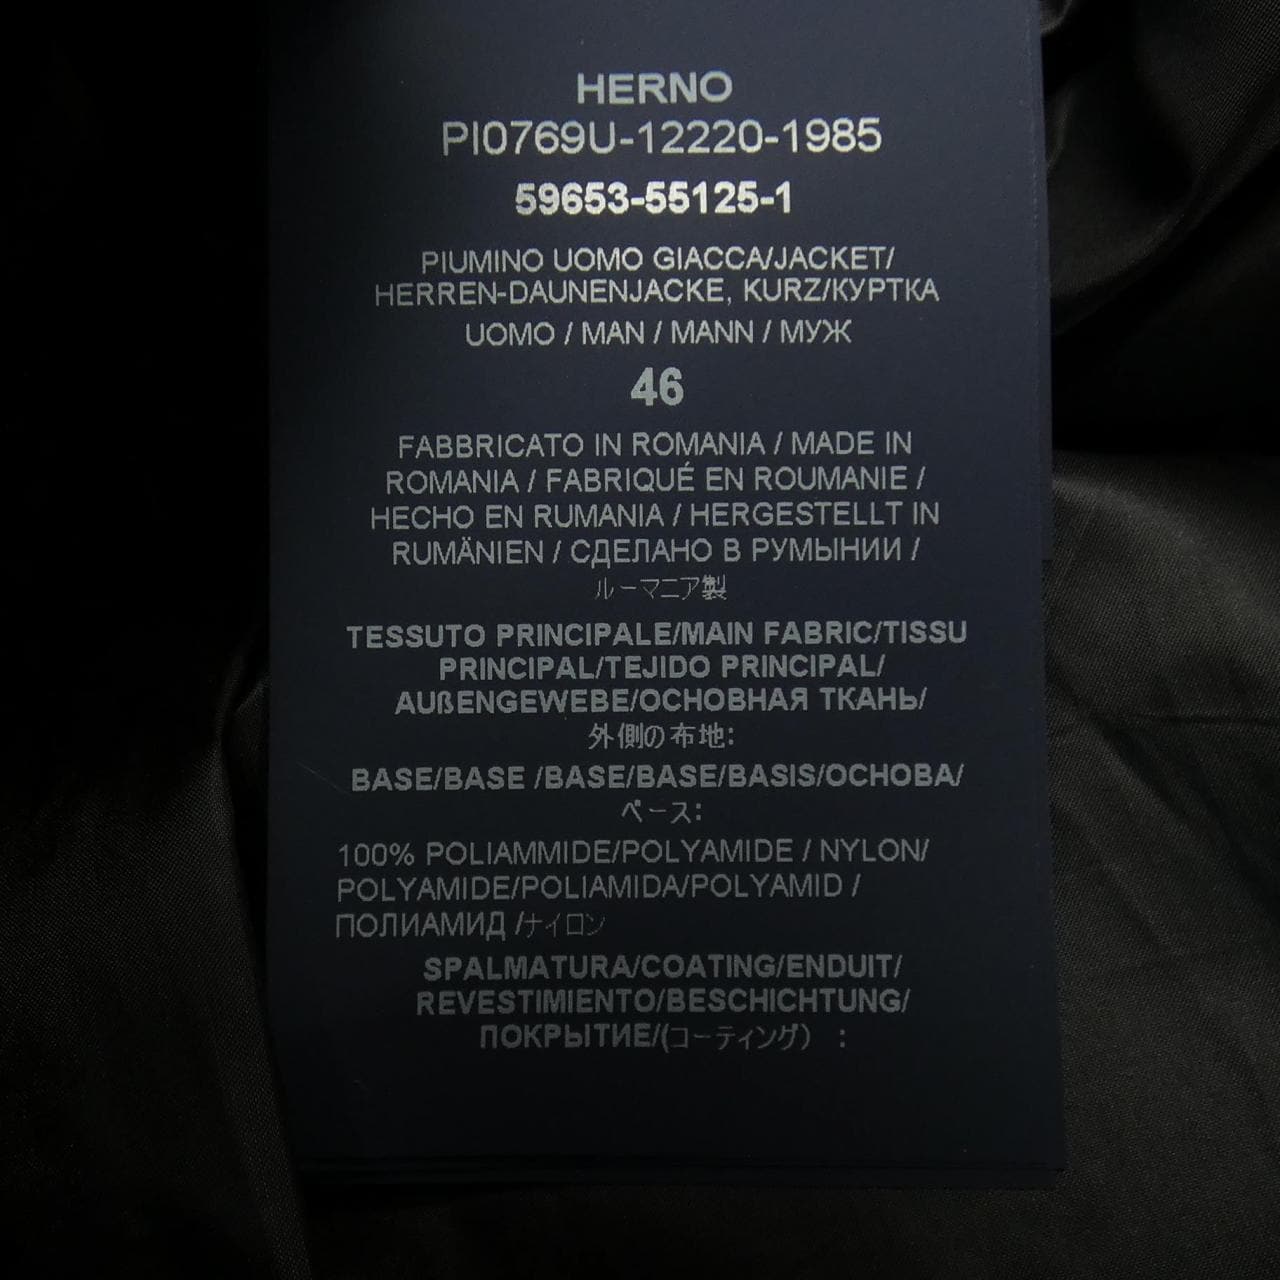 HERNO
PI0769U-12220-1985
59653-55125-1
PIUMINO UOMO GIACCA/JACKET/
HERREN-DAUNENJACKE, KURZ/КУРТКА
UOMO / MAN / MANN / МУЖ
46
FABBRICATO IN ROMANIA / MADE IN
ROMANIA / FABRIQUÉ EN ROUMANIE /
HECHO EN RUMANIA / HERGESTELLT IN
RUMÄNIEN / СДЕЛАНО В РУМЫНИИ /
ルーマニア製
TESSUTO PRINCIPALE/MAIN FABRIC/TISSU
PRINCIPAL/TEJIDO PRINCIPAL/
AUßENGEWEBE/ОСНОВНАЯ ТКАНЬ/
外側の布地:
BASE/BASE /BASE/BASE/BASIS/ОСНОВА/
ベース:
100% POLIAMMIDE/POLYAMIDE / NYLON/
POLYAMIDE/POLIAMIDA/POLYAMID /
ПОЛИАМИД /ナイロン
SPALMATURA/COATING/ENDUIT/
REVESTIMIENTO/BESCHICHTUNG/
ПОКРЫТИЕ/(コーティング) :